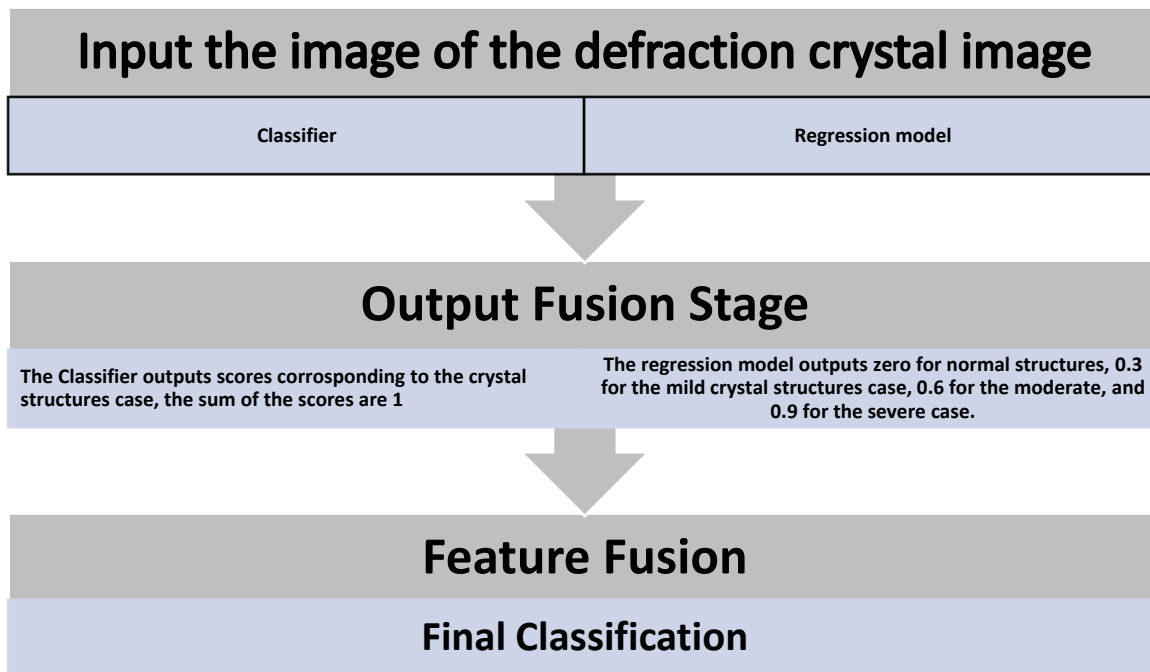 Input the image of the defraction crystal image
Classifier
Regression model
Output Fusion Stage
The Classifier outputs scores corrosponding to the crystal
structures case, the sum of the scores are 1
The regression model outputs zero for normal structures, 0.3
for the mild crystal structures case, 0.6 for the moderate, and
0.9 for the severe case.
Feature Fusion
Final Classification